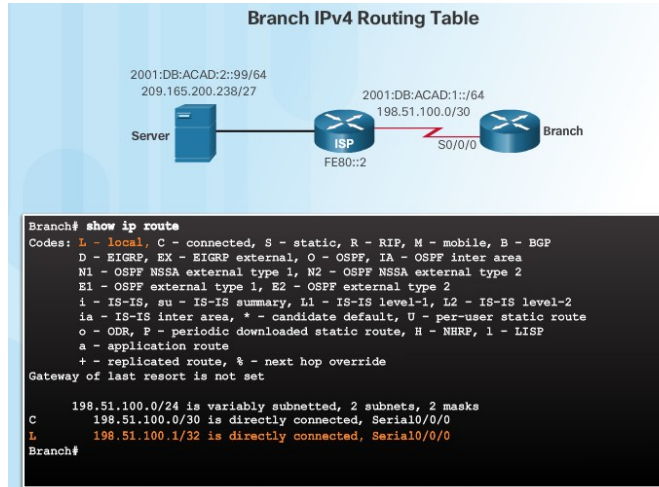 Branch IPv4 Routing Table
2001:DB:ACAD:2::99/64
209.165.200.238/27
2001:DB:ACAD:1::/64
198.51.100.0/30
Server
ISP
Branch
S0/0/0
FE80::2
Branch# show ip route
Codes: L - local, C - connected, S - static, R - RIP, M - mobile, B - BGP
D - EIGRP, EX - EIGRP external, O - OSPF, IA - OSPF inter area
N1 - OSPF NSSA external type 1, N2 - OSPF NSSA external type 2
E1 - OSPF external type 1, E2 - OSPF external type 2
i - IS-IS, su - IS-IS summary, L1 - IS-IS level-1, L2 - IS-IS level-2
ia - IS-IS inter area, * - candidate default, U - per-user static route
o - ODR, P - periodic downloaded static route, H - NHRP, l - LISP
a - application route
+ - replicated route, % - next hop override
Gateway of last resort is not set
198.51.100.0/24 is variably subnetted, 2 subnets, 2 masks
C 198.51.100.0/30 is directly connected, Serial0/0/0
L 198.51.100.1/32 is directly connected, Serial0/0/0
Branch#